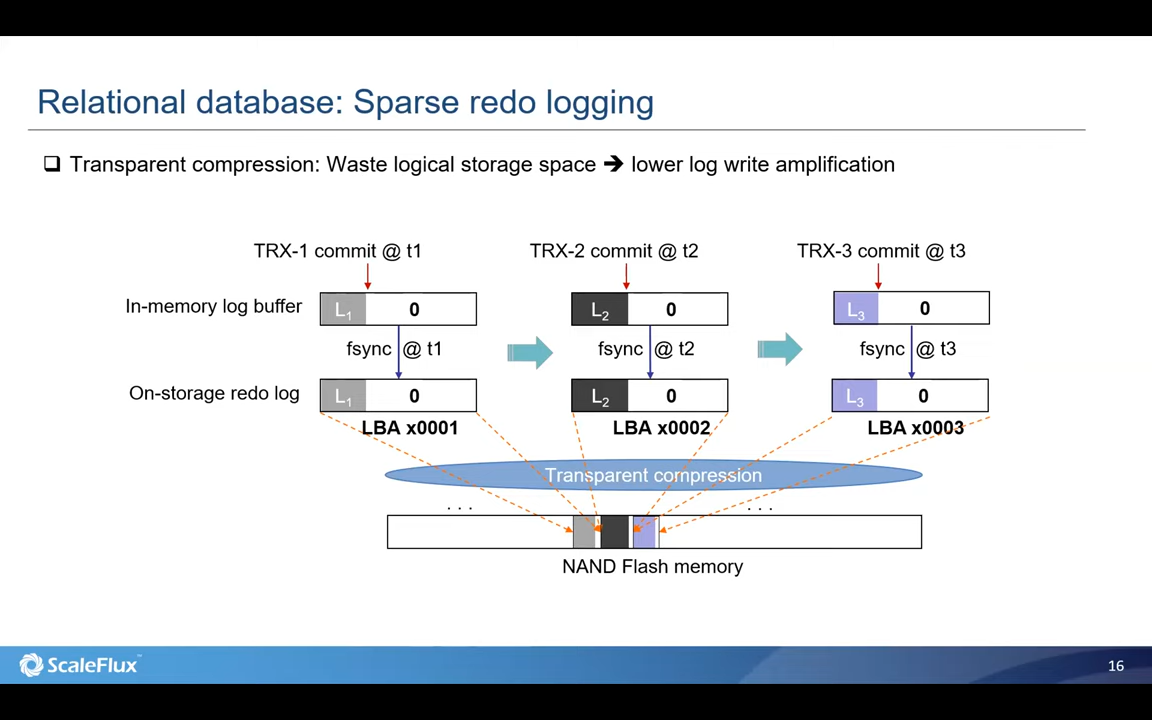 Relational database: Sparse redo logging
❑ Transparent compression: Waste logical storage space ➔ lower log write amplification
TRX-1 commit @ t1
TRX-2 commit @ t2
TRX-3 commit @ t3
In-memory log buffer
L1 0
L2 0
L3 0
fsync @ t1
fsync @ t2
fsync @ t3
On-storage redo log
L1 0
L2 0
L3 0
LBA x0001
LBA x0002
LBA x0003
Transparent compression
. . .
. . .
NAND Flash memory
ScaleFlux™
16